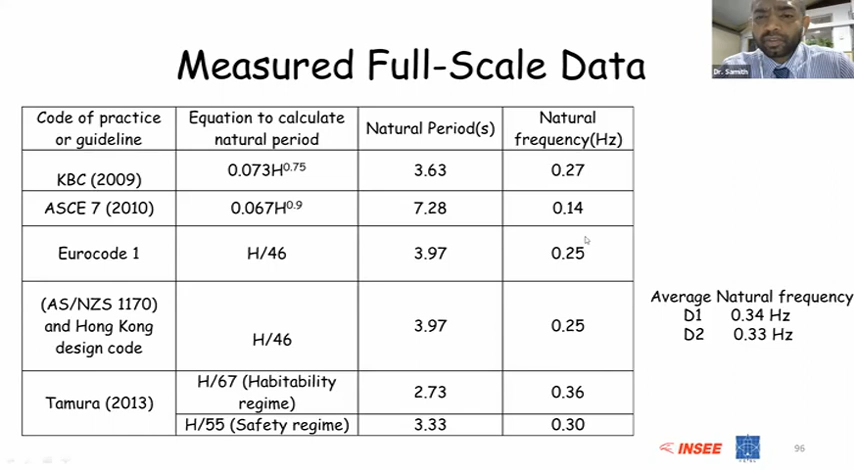 Dr. Samith
Measured Full-Scale Data
Code of practice
or guideline
Equation to calculate
natural period
Natural Period(s)
Natural
frequency(Hz)
KBC (2009)
0.073H^0.75
3.63
0.27
ASCE 7 (2010)
0.067H^0.9
7.28
0.14
Eurocode 1
H/46
3.97
0.25
(AS/NZS 1170)
and Hong Kong
design code
H/46
3.97
0.25
Tamura (2013)
H/67 (Habitability
regime)
2.73
0.36
H/55 (Safety regime)
3.33
0.30
Average Natural frequency
D1 0.34 Hz
D2 0.33 Hz
INSEE
96